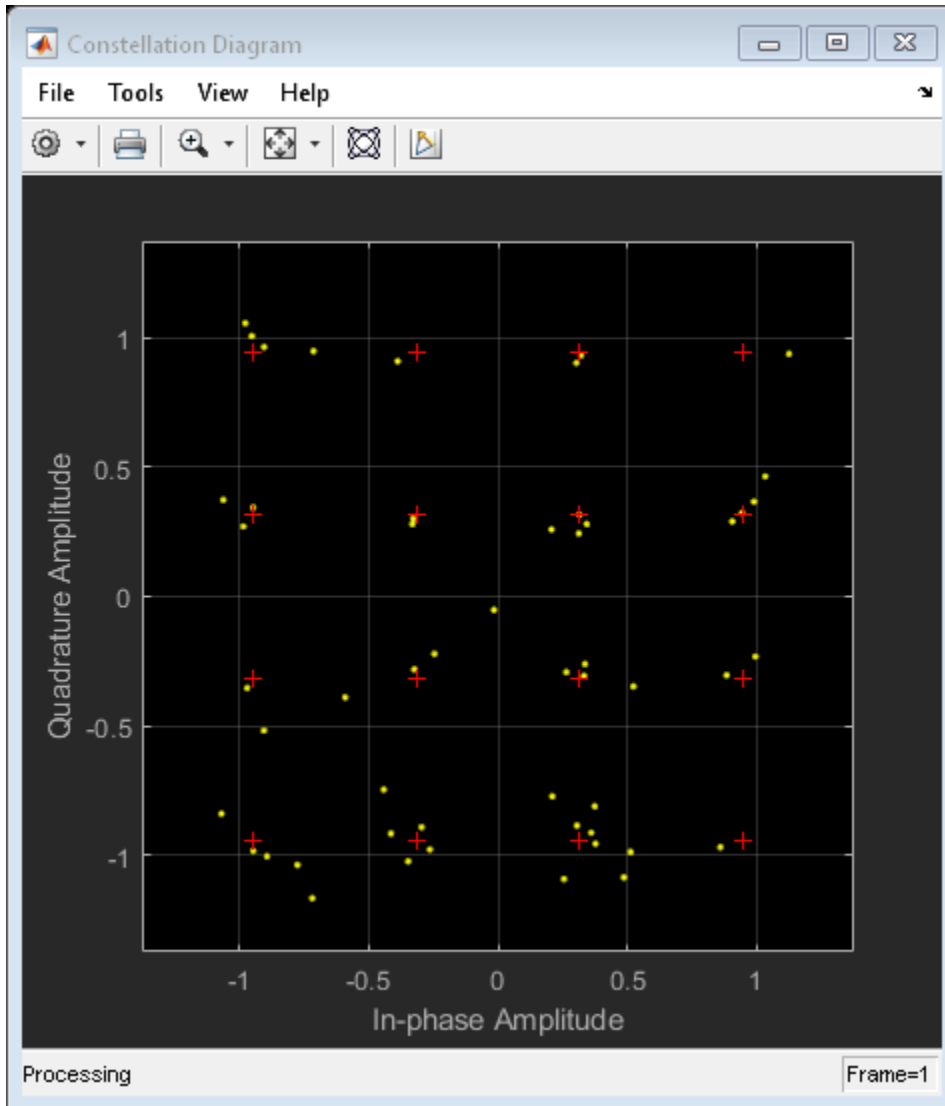 Constellation Diagram
File Tools View Help
1
0.5
0
-0.5
-1
Quadrature Amplitude
-1 -0.5 0 0.5 1
In-phase Amplitude
Processing Frame=1